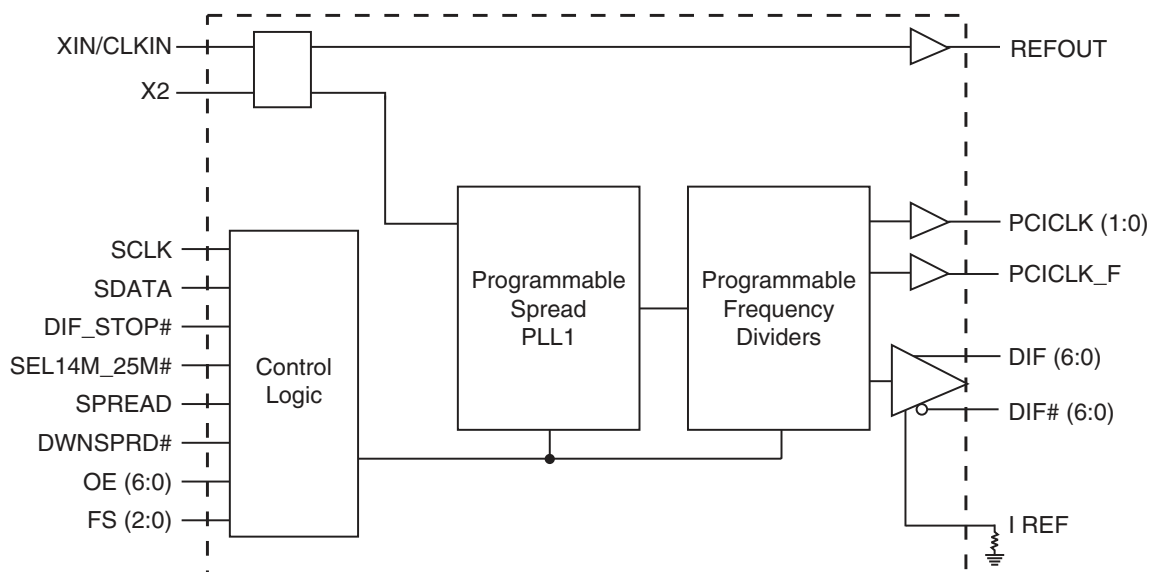 XIN/CLKIN
X2
REFOUT
SCLK
SDATA
DIF_STOP#
SEL14M_25M#
SPREAD
DWNSPRD#
OE (6:0)
FS (2:0)
Control
Logic
Programmable
Spread
PLL1
Programmable
Frequency
Dividers
PCICLK (1:0)
PCICLK_F
DIF (6:0)
DIF# (6:0)
I REF